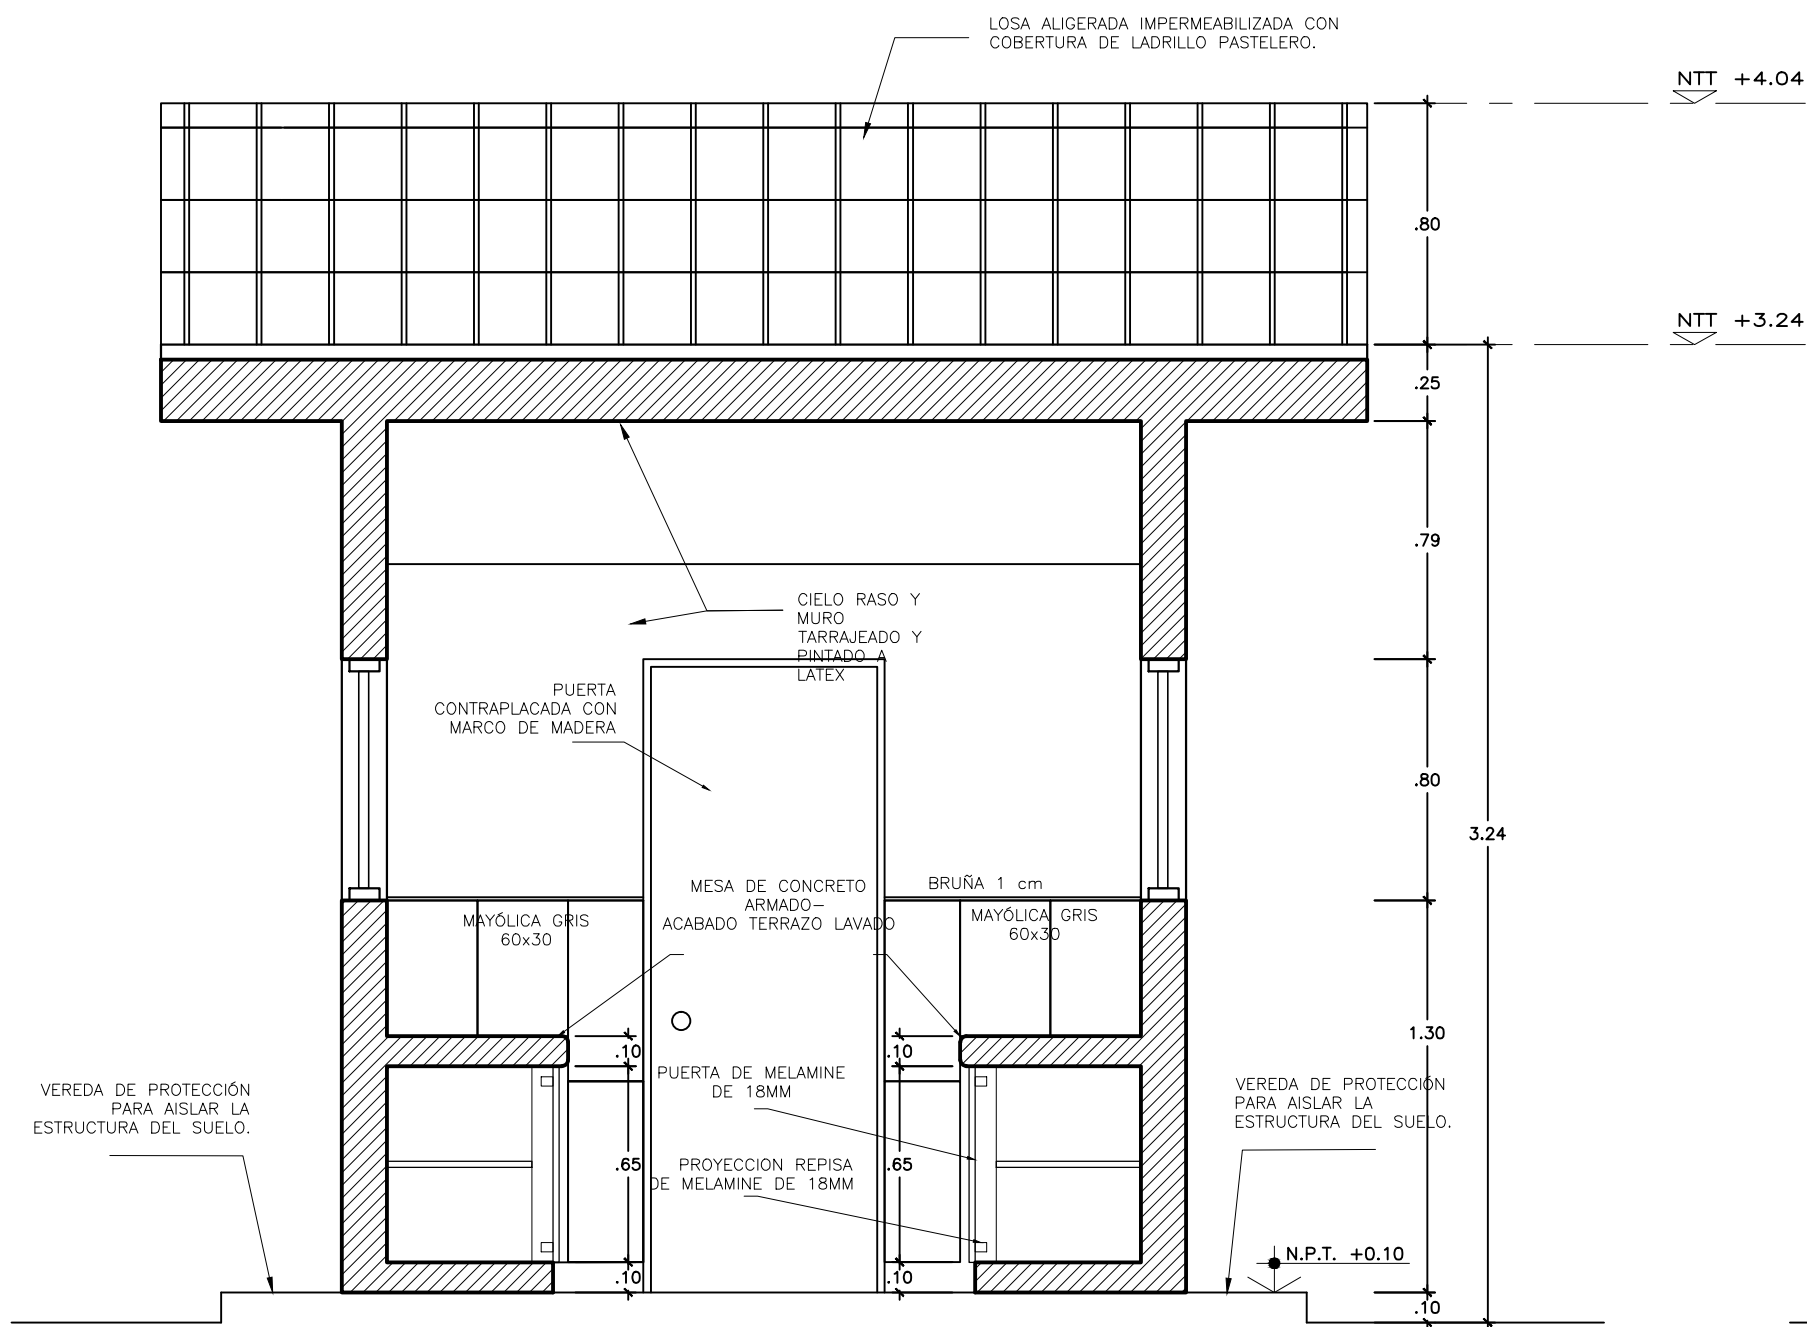 LOSA ALIGERADA IMPERMEABILIZADA CON
COBERTURA DE LADRILLO PASTELERO.
NTT +4.04
.80
NTT +3.24
.25
.79
CIELO RASO Y
MURO
TARRAJEADO Y
PINTADO A
LATEX
PUERTA
CONTRAPLACADA CON
MARCO DE MADERA
.80
3.24
MESA DE CONCRETO
ARMADO-
ACABADO TERRAZO LAVADO
BRUÑA 1 cm
MAYÓLICA GRIS
60x30
MAYÓLICA GRIS
60x30
1.30
.10
.10
PUERTA DE MELAMINE
DE 18MM
VEREDA DE PROTECCIÓN
PARA AISLAR LA
ESTRUCTURA DEL SUELO.
VEREDA DE PROTECCIÓN
PARA AISLAR LA
ESTRUCTURA DEL SUELO.
.65
.65
PROYECCION REPISA
DE MELAMINE DE 18MM
N.P.T. +0.10
.10
.10
.10